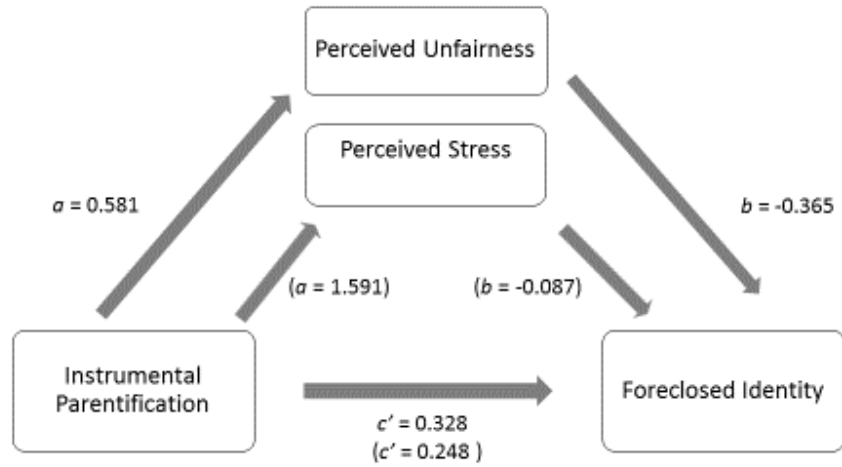 Perceived Unfairness
Perceived Stress
a = 0.581
b = -0.365
(a = 1.591)
(b = -0.087)
Instrumental
Parentification
Foreclosed Identity
c’ = 0.328
(c’ = 0.248 )